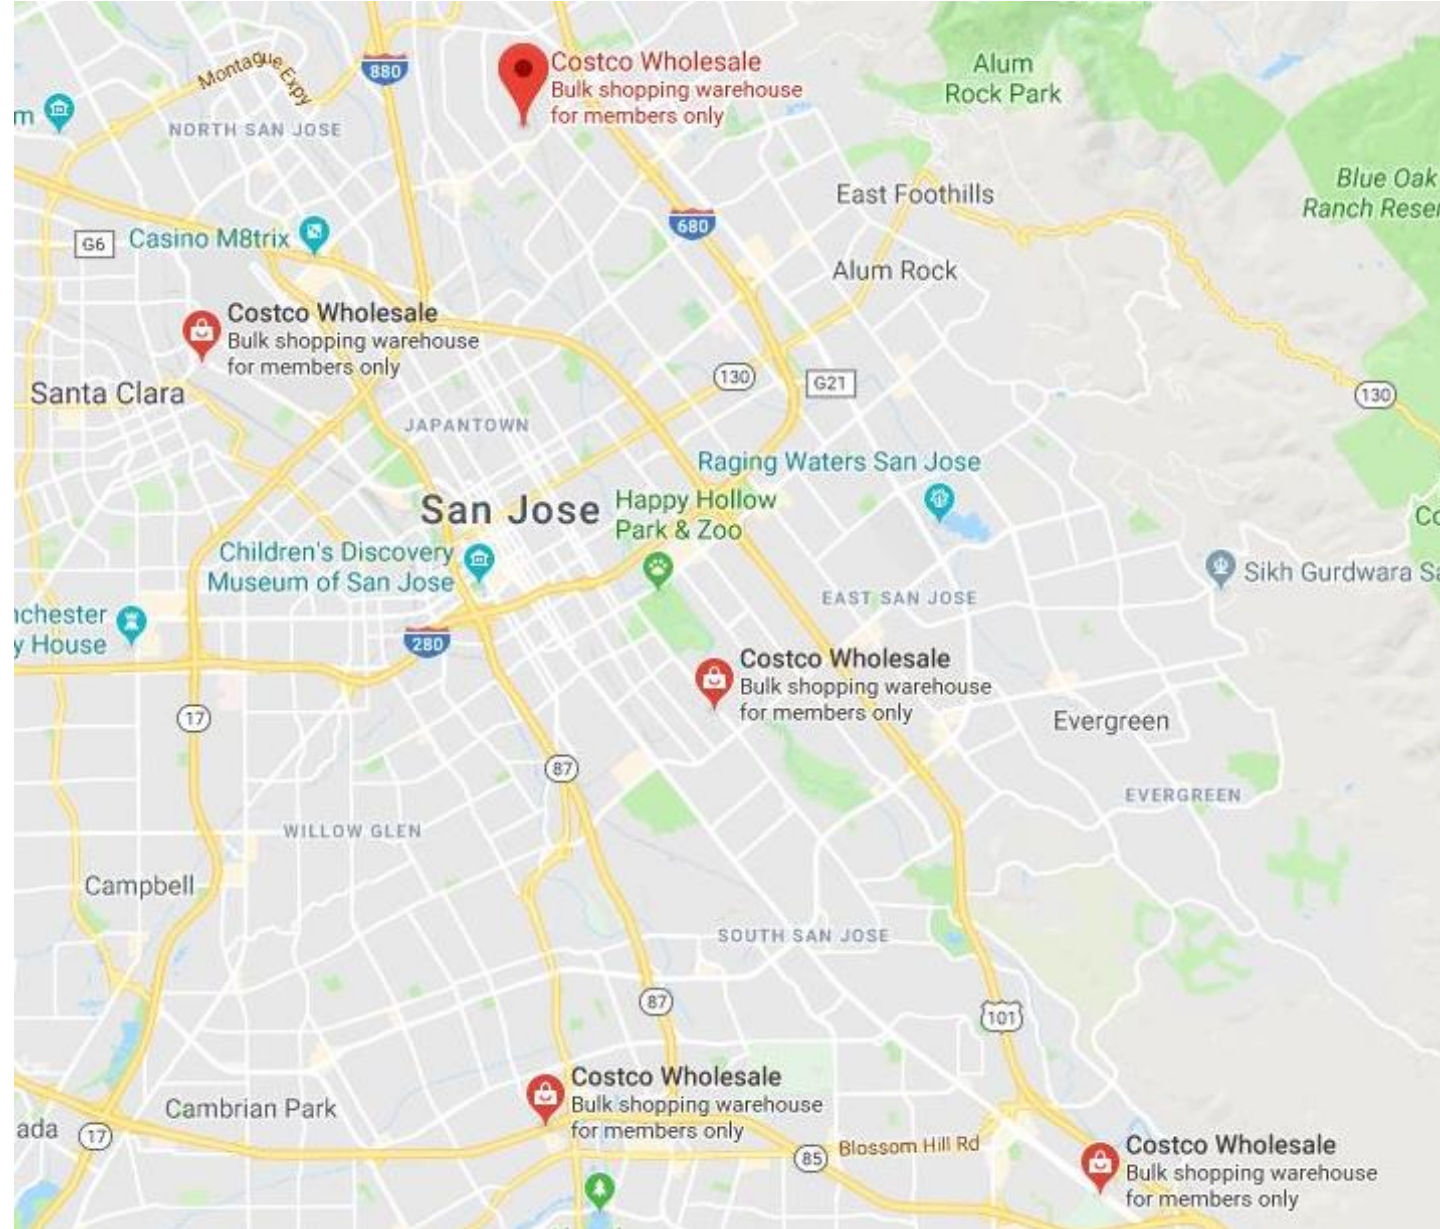 Costco Wholesale
Bulk shopping warehouse
for members only
Alum
Rock Park
880
Montague Expy
m
NORTH SAN JOSE
Blue Oak
Ranch Reser
East Foothills
680
G6
Casino M8trix
Alum Rock
Costco Wholesale
Bulk shopping warehouse
for members only
130
G21
Santa Clara
130
JAPANTOWN
Raging Waters San Jose
San Jose
Happy Hollow
Park & Zoo
Co
Children's Discovery
Museum of San Jose
Sikh Gurdwara Sa
EAST SAN JOSE
nchester
y House
280
Costco Wholesale
Bulk shopping warehouse
for members only
17
Evergreen
87
EVERGREEN
WILLOW GLEN
Campbell
SOUTH SAN JOSE
87
101
Costco Wholesale
Bulk shopping warehouse
for members only
Cambrian Park
ada
17
85
Blossom Hill Rd
Costco Wholesale
Bulk shopping warehouse
for members only